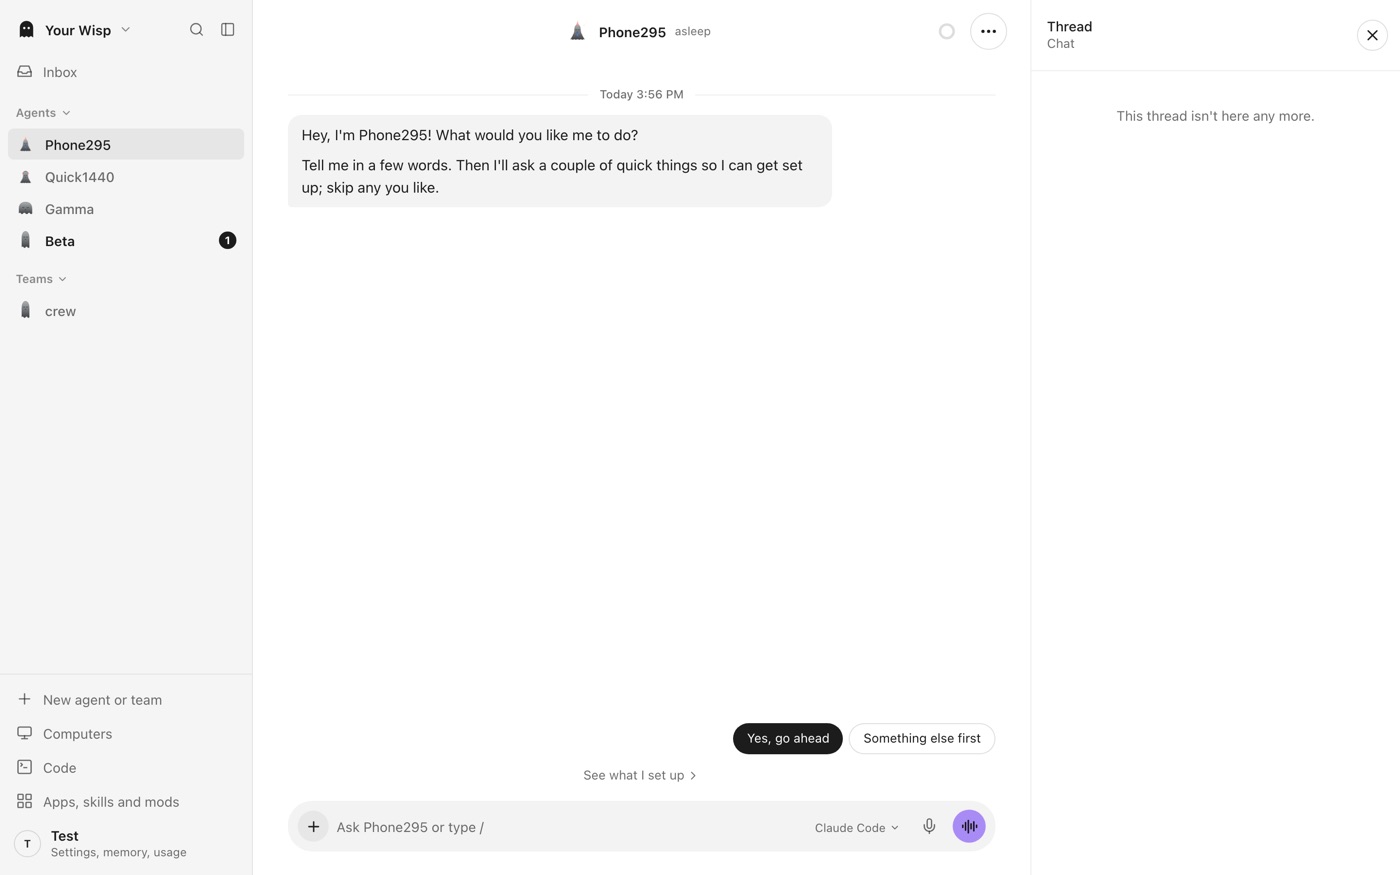 Your Wisp
Inbox
Agents
Phone295
Quick1440
Gamma
Beta
1
Teams
crew
New agent or team
Computers
Code
Apps, skills and mods
T
Test
Settings, memory, usage
Phone295 asleep
Today 3:56 PM
Hey, I'm Phone295! What would you like me to do?
Tell me in a few words. Then I'll ask a couple of quick things so I can get set
up; skip any you like.
Yes, go ahead
Something else first
See what I set up
Ask Phone295 or type /
Claude Code
Thread
Chat
This thread isn't here any more.